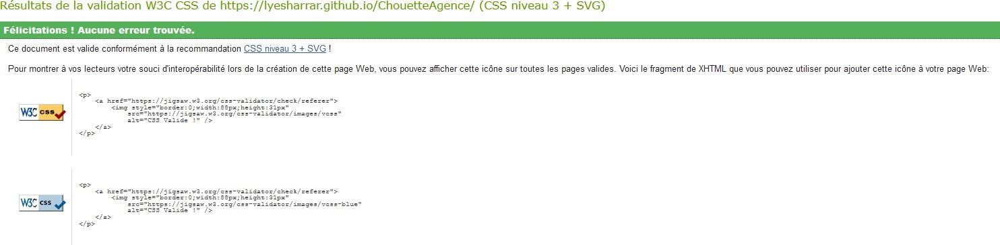 Résultats de la validation W3C CSS de https://lyesharrar.github.io/ChouetteAgence/ (CSS niveau 3 + SVG)
Félicitations ! Aucune erreur trouvée.
Ce document est valide conformément à la recommandation CSS niveau 3 + SVG !
Pour montrer à vos lecteurs votre souci d'interopérabilité lors de la création de cette page Web, vous pouvez afficher cette icône sur toutes les pages valides. Voici le fragment de XHTML que vous pouvez utiliser pour ajouter cette icône à votre page Web:
W3C css
<p>
<a href="https://jigsaw.w3.org/css-validator/check/referer">
<img style="border:0;width:88px;height:31px"
src="https://jigsaw.w3.org/css-validator/images/vcss"
alt="CSS Valide !" />
</a>
</p>
W3C css
<p>
<a href="https://jigsaw.w3.org/css-validator/check/referer">
<img style="border:0;width:88px;height:31px"
src="https://jigsaw.w3.org/css-validator/images/vcss-blue"
alt="CSS Valide !" />
</a>
</p>